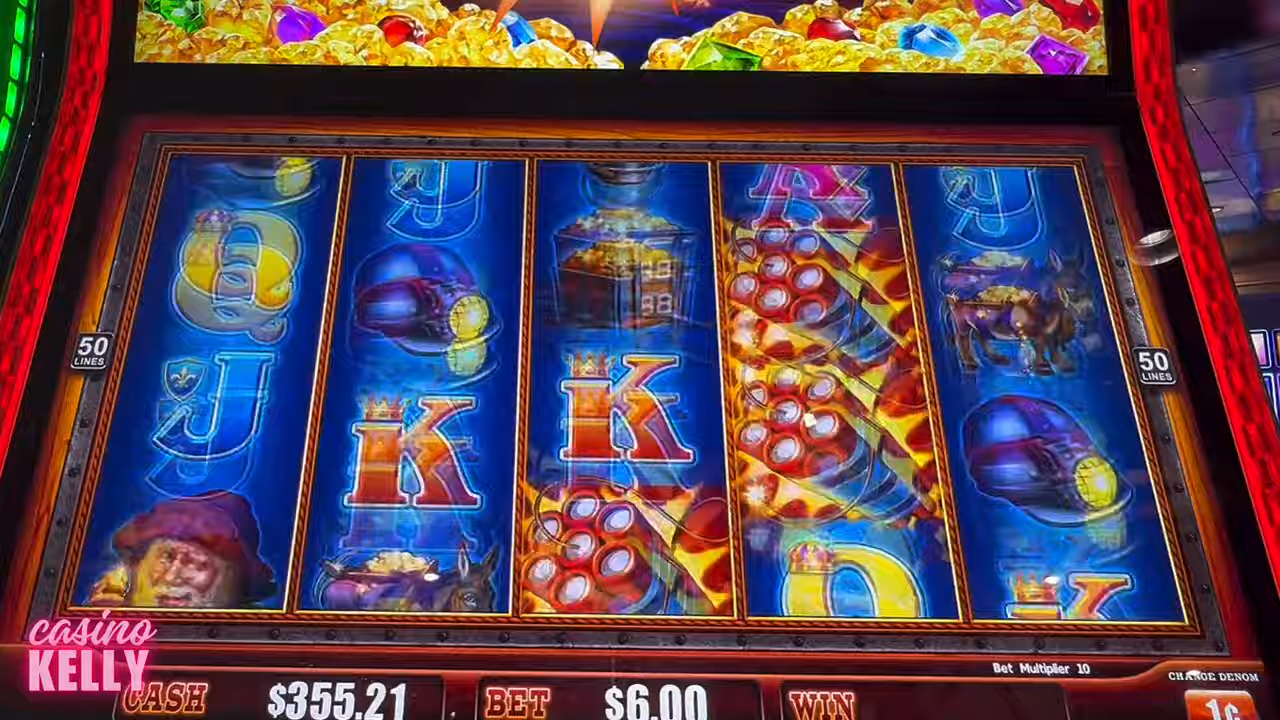 Q
J
J
K
K
A
Q
J
K
50
LINES
50
LINES
Bet Multiplier 10
CHANGE DENOM
casino
KELLY
CASH $355.21 BET $6.00 WIN
1¢